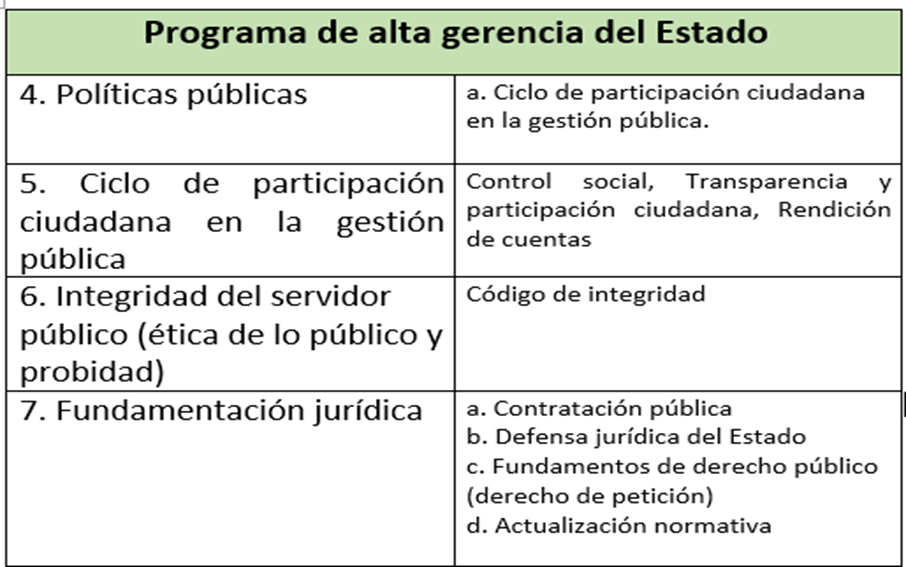 Programa de alta gerencia del Estado
4. Políticas públicas
a. Ciclo de participación ciudadana
en la gestión pública.
5. Ciclo de participación
ciudadana en la gestión
pública
Control social, Transparencia y
participación ciudadana, Rendición
de cuentas
6. Integridad del servidor
público (ética de lo público y
probidad)
Código de integridad
7. Fundamentación jurídica
a. Contratación pública
b. Defensa jurídica del Estado
c. Fundamentos de derecho público
(derecho de petición)
d. Actualización normativa